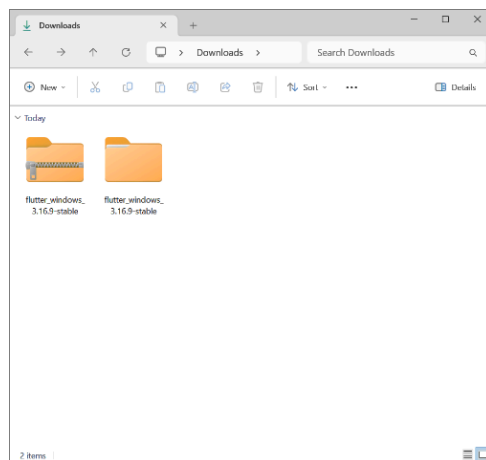 Downloads
Downloads
Search Downloads
New
Sort
Details
Today
flutter_windows_
3.16.9-stable
flutter_windows_
3.16.9-stable
2 items